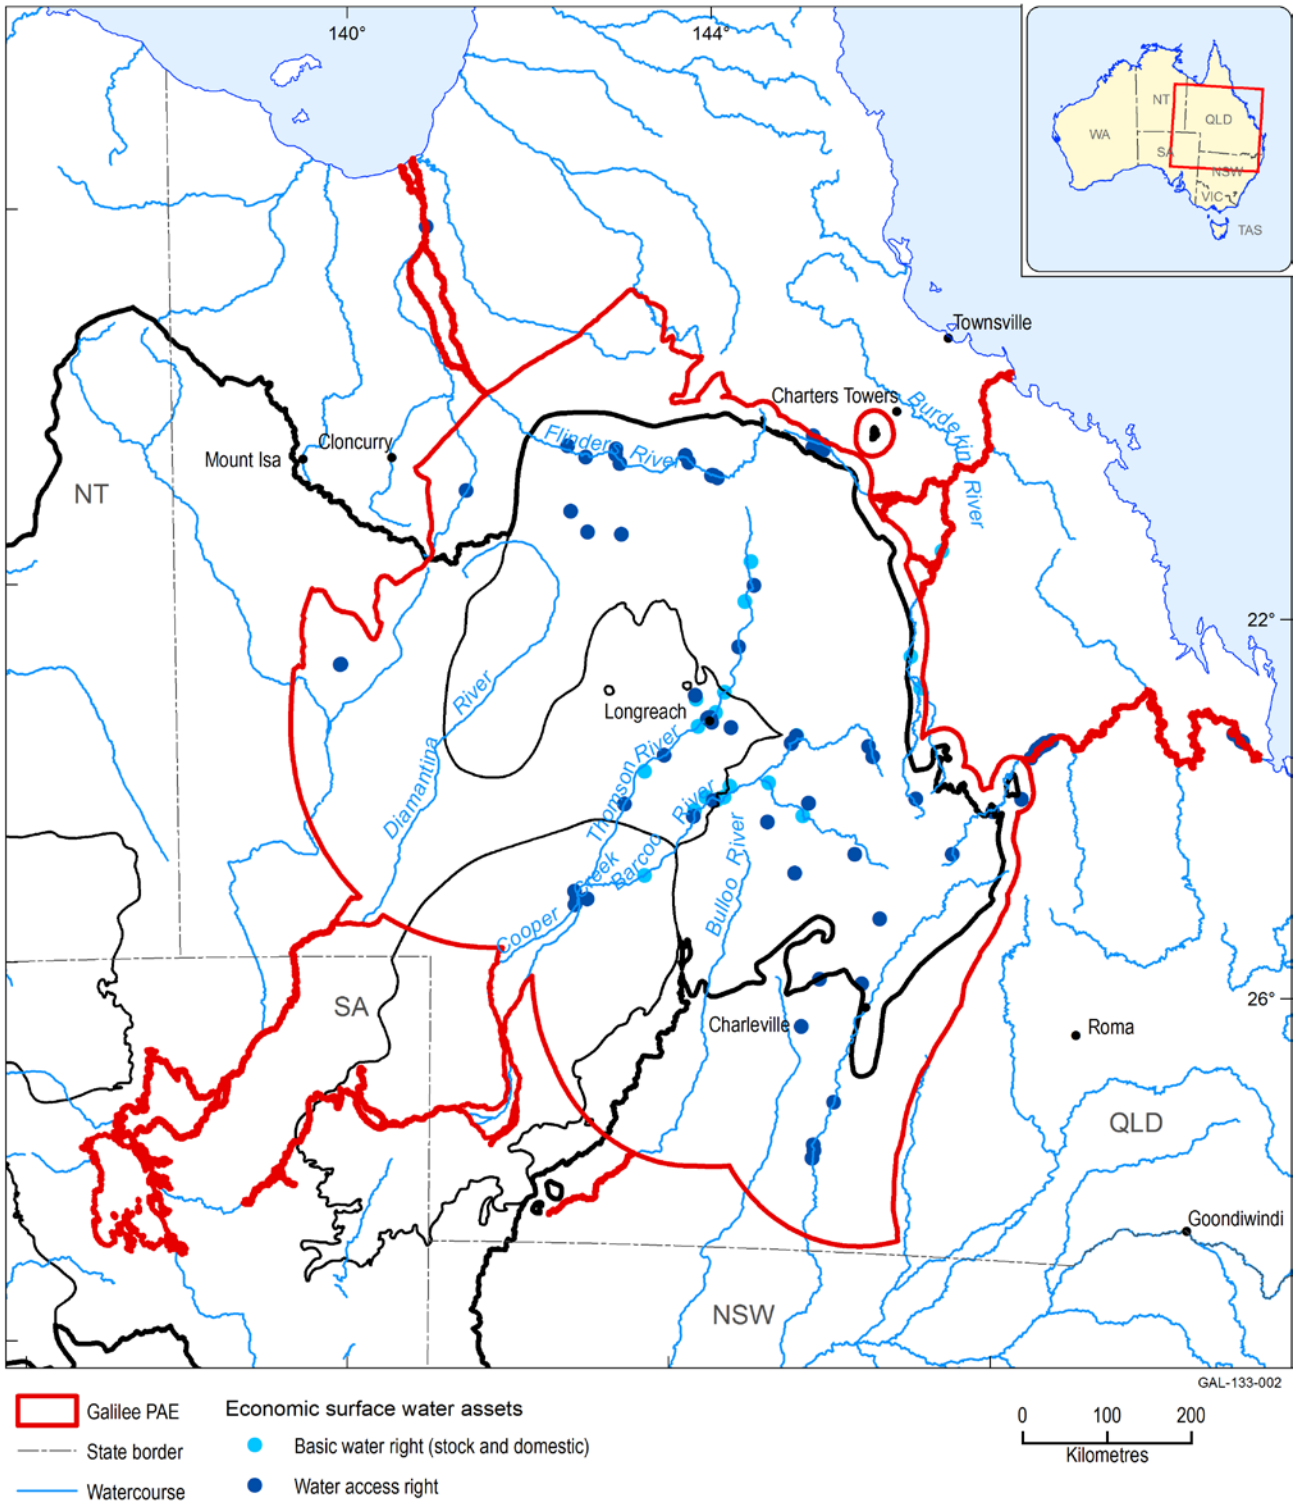 140°
144°
NT
QLD
WA
SA
NSW
VIC
TAS
Townsville
Charters Towers
Burdekin
River
Flinders River
Cloncurry
Mount Isa
NT
22°
Diamantina River
Longreach
Thomson River
Barcoo River
Cooper Creek
Bulloo River
26°
SA
Charleville
Roma
QLD
Goondiwindi
NSW
GAL-133-002
Galilee PAE
State border
Watercourse
Economic surface water assets
Basic water right (stock and domestic)
Water access right
0 100 200
Kilometres